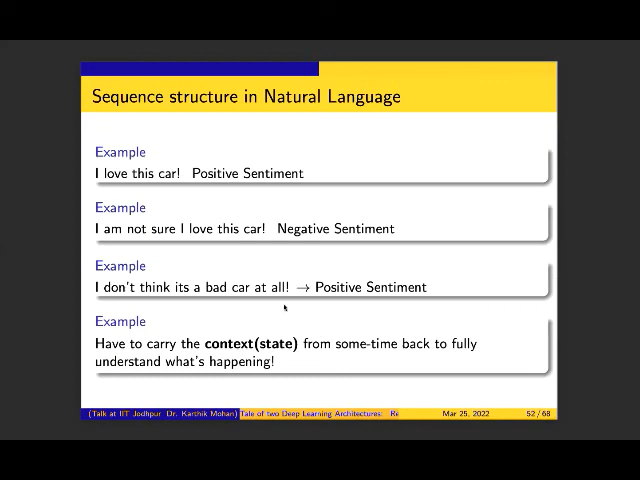 Sequence structure in Natural Language
Example
I love this car! Positive Sentiment
Example
I am not sure I love this car! Negative Sentiment
Example
I don't think its a bad car at all! → Positive Sentiment
Example
Have to carry the context(state) from some-time back to fully
understand what's happening!
(Talk at IIT Jodhpur Dr. Karthik Mohan) Tale of two Deep Learning Architectures: Re Mar 25, 2022 52 / 68